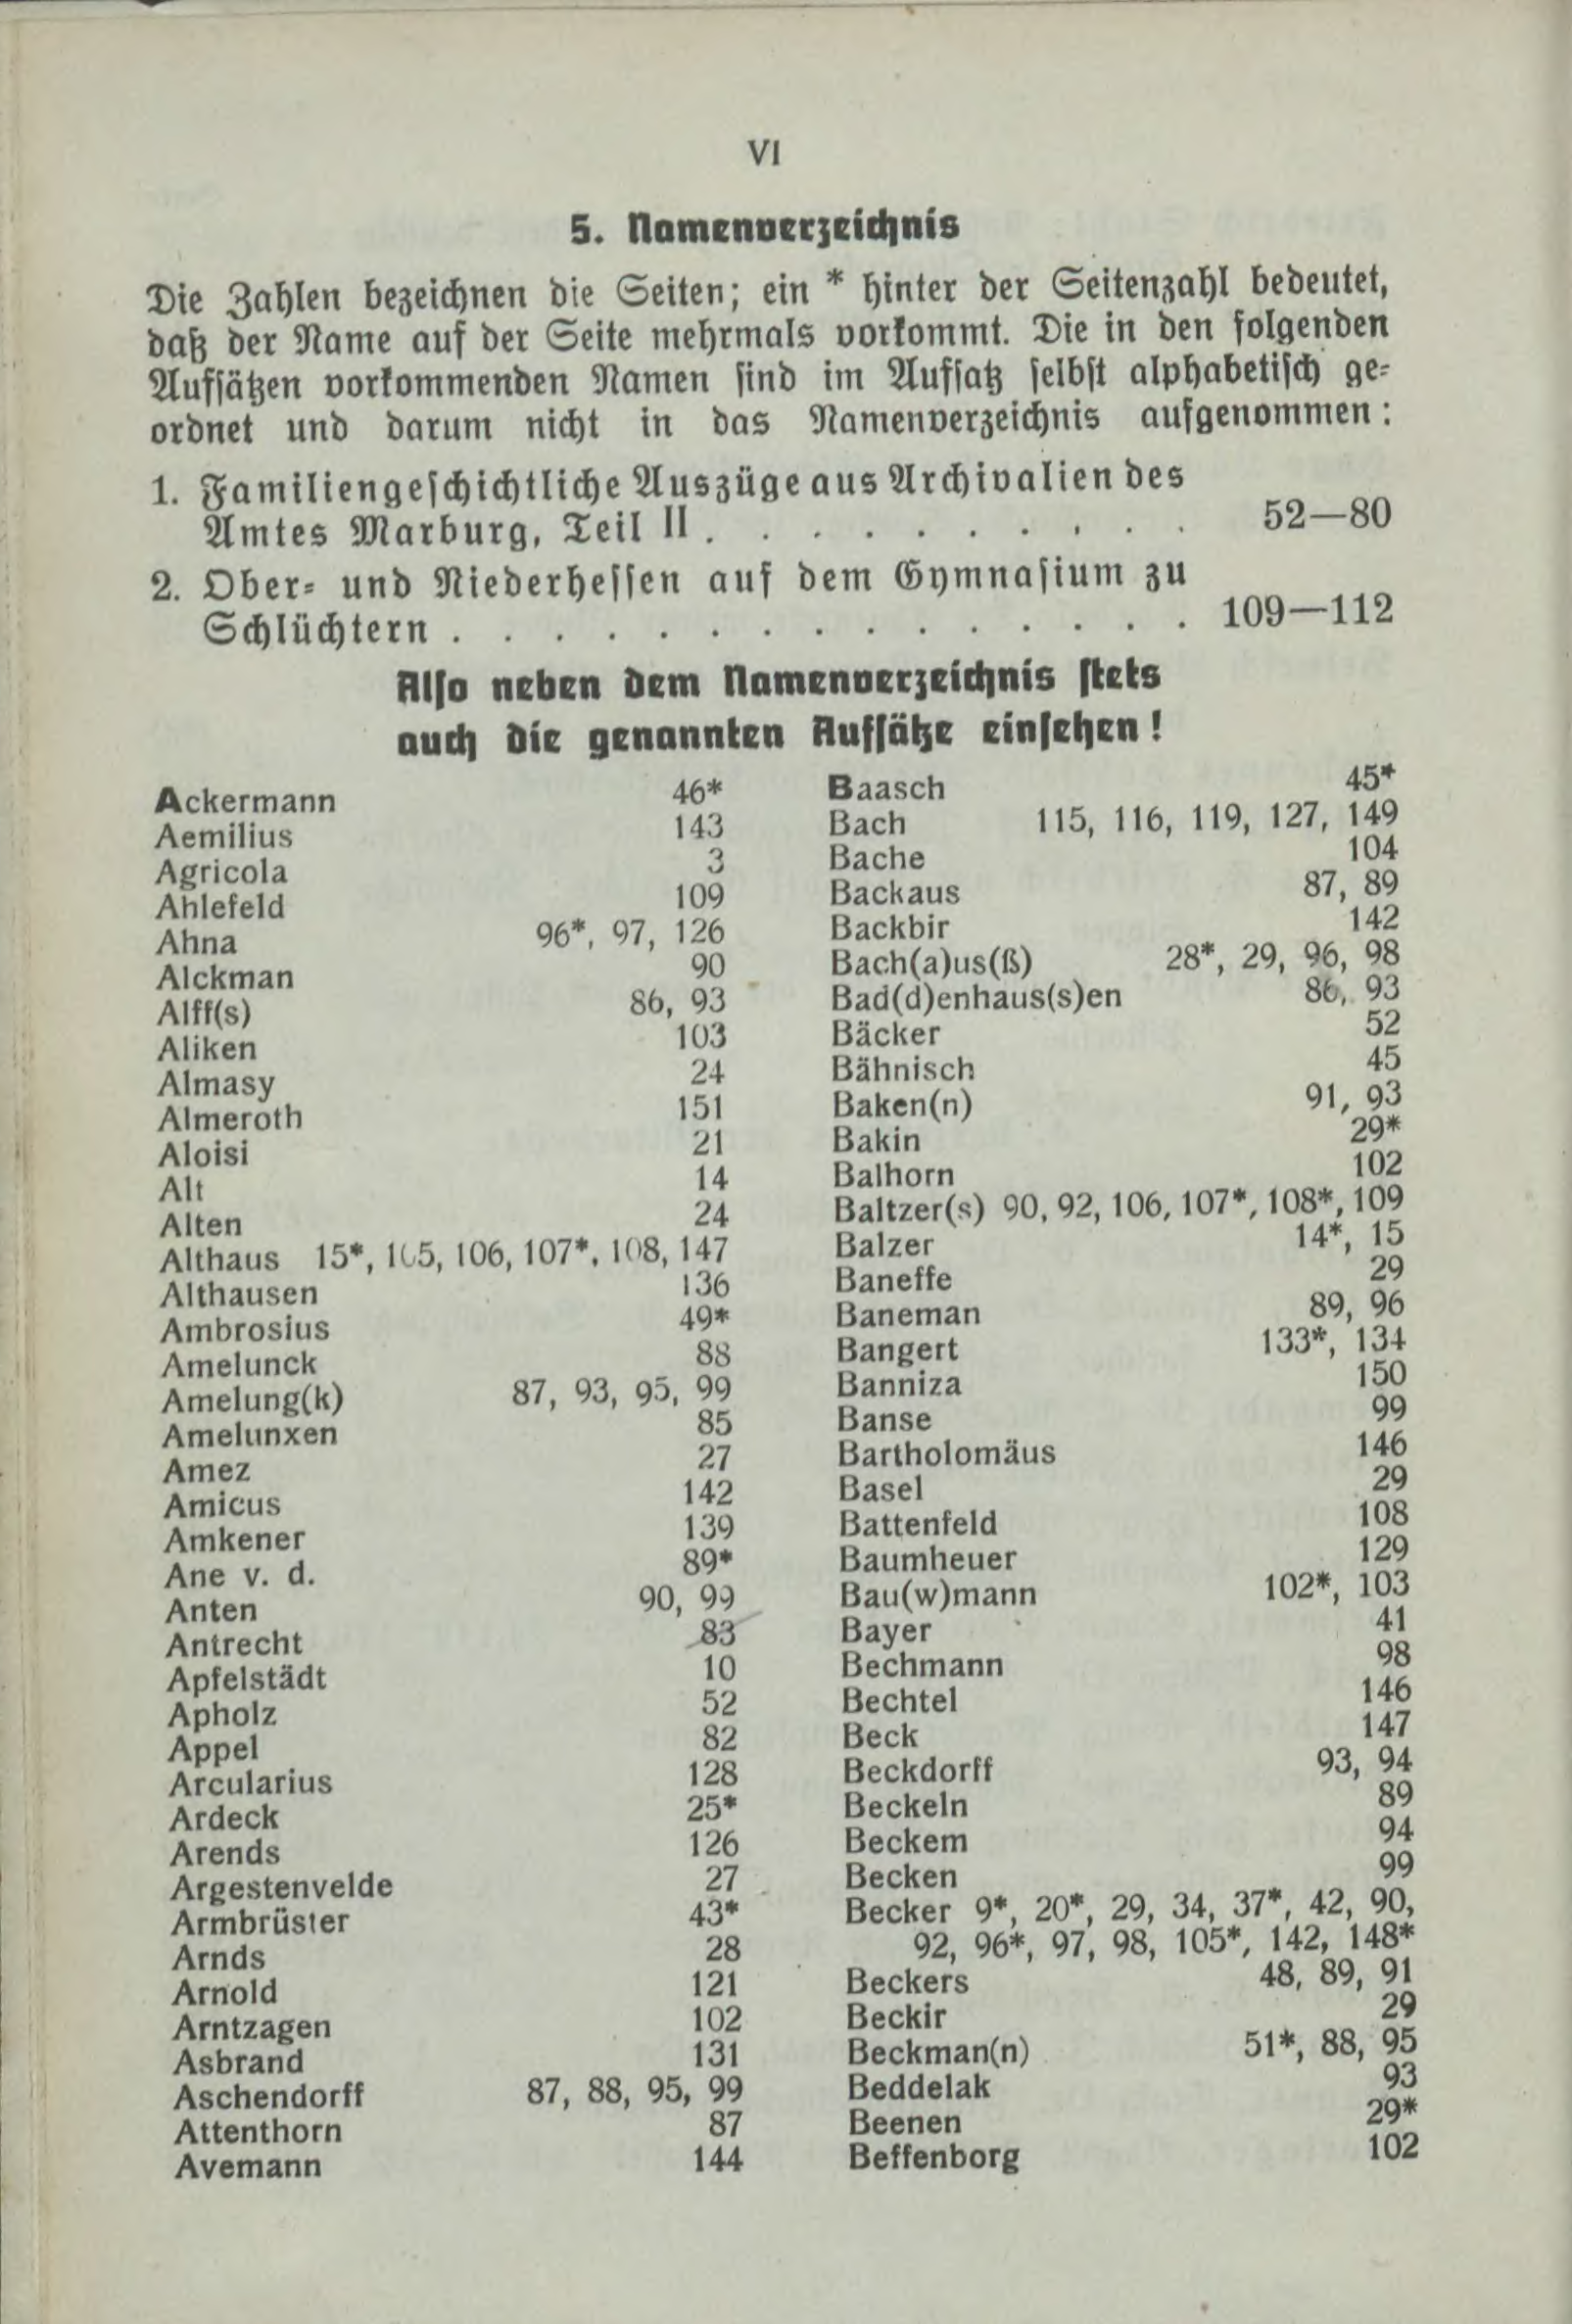 VI
5. Namenverzeichnis
Die Zahlen bezeichnen die Seiten; ein * hinter der Seitenzahl bedeutet,
daß der Name auf der Seite mehrmals vorkommt. Die in den folgenden
Aufsätzen vorkommenden Namen sind im Aufsatz selbst alphabetisch ge-
ordnet und darum nicht in das Namenverzeichnis aufgenommen:
1. Familiengeschichtliche Auszüge aus Archivalien des
Amtes Marburg, Teil II . . . . . . . . . . 52—80
2. Ober- und Niederhessen auf dem Gymnasium zu
Schlüchtern . . . . . . . . . . . . . . . 109—112
Also neben dem Namenverzeichnis stets
auch die genannten Aufsätze einsehen!
Ackermann 46*
Aemilius 143
Agricola 3
Ahlefeld 109
Ahna 96*, 97, 126
Alckman 90
Alff(s) 86, 93
Aliken 103
Almasy 24
Almeroth 151
Aloisi 21
Alt 14
Alten 24
Althaus 15*, 105, 106, 107*, 108, 147
Althausen 136
Ambrosius 49*
Amelunck 88
Amelung(k) 87, 93, 95, 99
Amelunxen 85
Amez 27
Amicus 142
Amkener 139
Ane v. d. 89*
Anten 90, 99
Antrecht 83
Apfelstädt 10
Apholz 52
Appel 82
Arcularius 128
Ardeck 25*
Arends 126
Argestenvelde 27
Armbrüster 43*
Arnds 28
Arnold 121
Arntzagen 102
Asbrand 131
Aschendorff 87, 88, 95, 99
Attenthorn 87
Avemann 144
Baasch 45*
Bach 115, 116, 119, 127, 149
Bache 104
Backaus 87, 89
Backbir 142
Bach(a)us(ß) 28*, 29, 96, 98
Bad(d)enhaus(s)en 86, 93
Bäcker 52
Bähnisch 45
Baken(n) 91, 93
Bakin 29*
Balhorn 102
Baltzer(s) 90, 92, 106, 107*, 108*, 109
Balzer 14*, 15
Baneffe 29
Baneman 89, 96
Bangert 133*, 134
Banniza 150
Banse 99
Bartholomäus 146
Basel 29
Battenfeld 108
Baumheuer 129
Bau(w)mann 102*, 103
Bayer 41
Bechmann 98
Bechtel 146
Beck 147
Beckdorff 93, 94
Beckeln 89
Beckem 94
Becken 99
Becker 9*, 20*, 29, 34, 37*, 42, 90,
92, 96*, 97, 98, 105*, 142, 148*
Beckers 48, 89, 91
Beckir 29
Beckman(n) 51*, 88, 95
Beddelak 93
Beenen 29*
Beffenborg 102